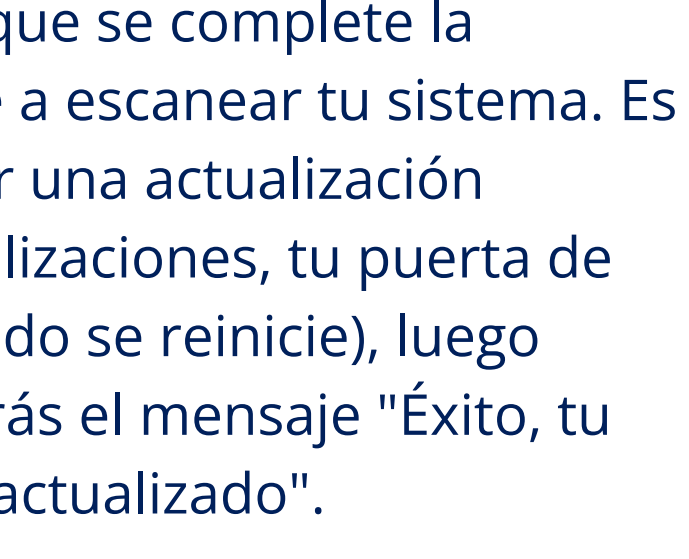 que se complete la
a escanear tu sistema. Es
una actualización
lizaciones, tu puerta de
do se reinicie), luego
rás el mensaje "Éxito, tu
actualizado".